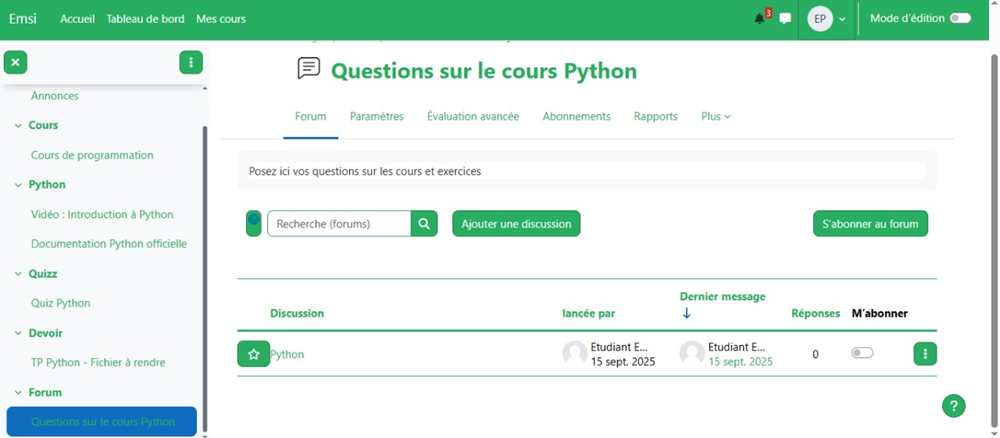 Emsi Accueil Tableau de bord Mes cours 3 EP Mode d'édition
Annonces
Cours
Cours de programmation
Python
Vidéo : Introduction à Python
Documentation Python officielle
Quizz
Quiz Python
Devoir
TP Python - Fichier à rendre
Forum
Questions sur le cours Python
Questions sur le cours Python
Forum Paramètres Évaluation avancée Abonnements Rapports Plus
Posez ici vos questions sur les cours et exercices
Recherche (forums) Ajouter une discussion S'abonner au forum
Discussion lancée par Dernier message Réponses M'abonner
Python Etudiant E... Etudiant E... 0
15 sept. 2025 15 sept. 2025
?